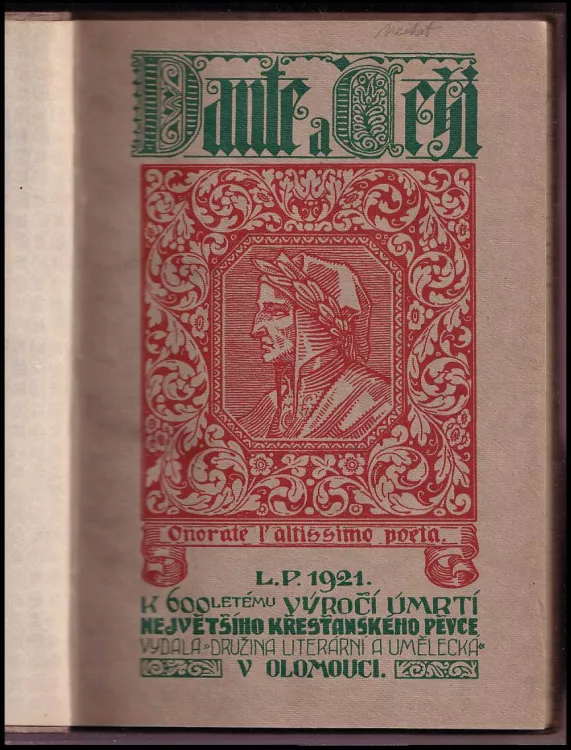 Dante a Češi
Onorate l'altissimo poeta.
L.P. 1921.
K 600LETÉMU VÝROČÍ ÚMRTÍ
NEJVĚTŠÍHO KŘESŤANSKÉHO PĚVCE
VYDALA »DRUŽINA LITERÁRNÍ A UMĚLECKÁ«
V OLOMOUCI.